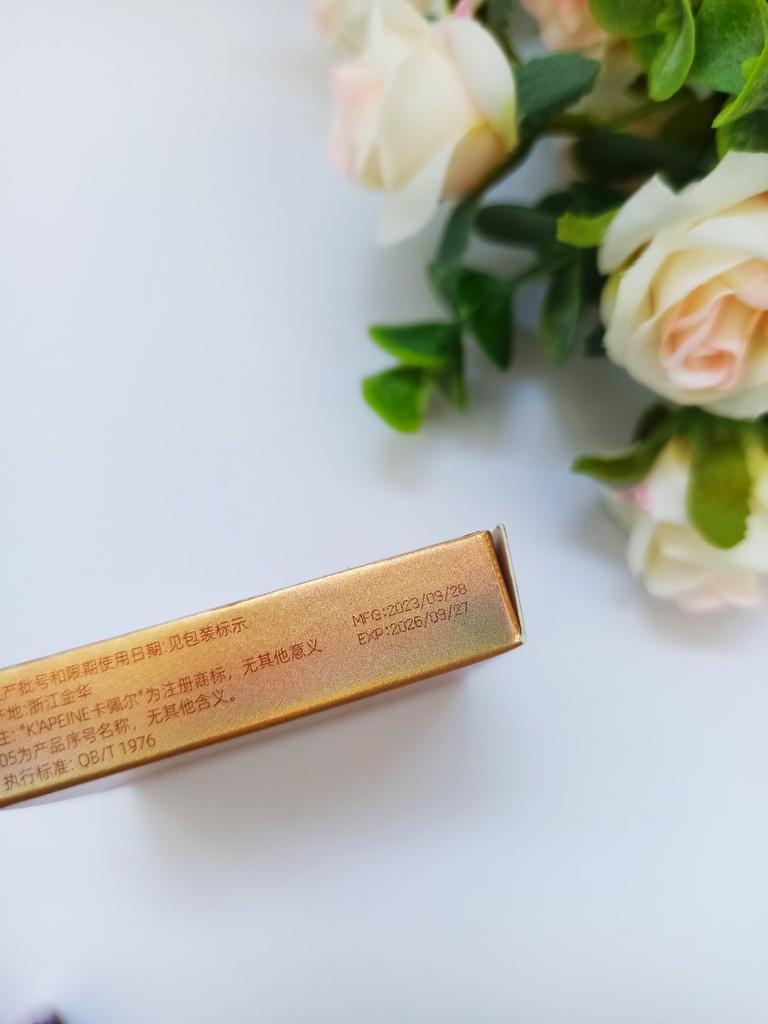 产批号和限期使用日期:见包装标示
产地:浙江金华
注: "K'APEINE卡佩尔"为注册商标，无其他意义
05为产品序号名称，无其他含义。
执行标准: QB/T 1976
MFG:2023/09/28
EXP:2026/09/27